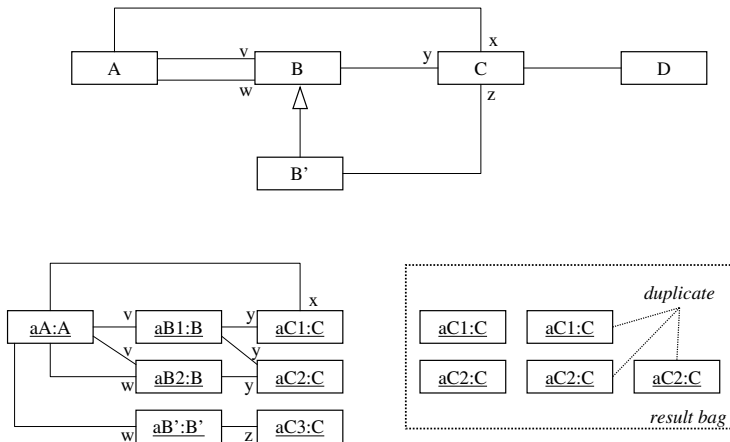 x
v
A B y C D
w
z
B'
x
v y
aA:A aB1:B aC1:C
v y
aB2:B aC2:C
w y
aB':B' aC3:C
w z
duplicate
aC1:C aC1:C
aC2:C aC2:C aC2:C
result bag